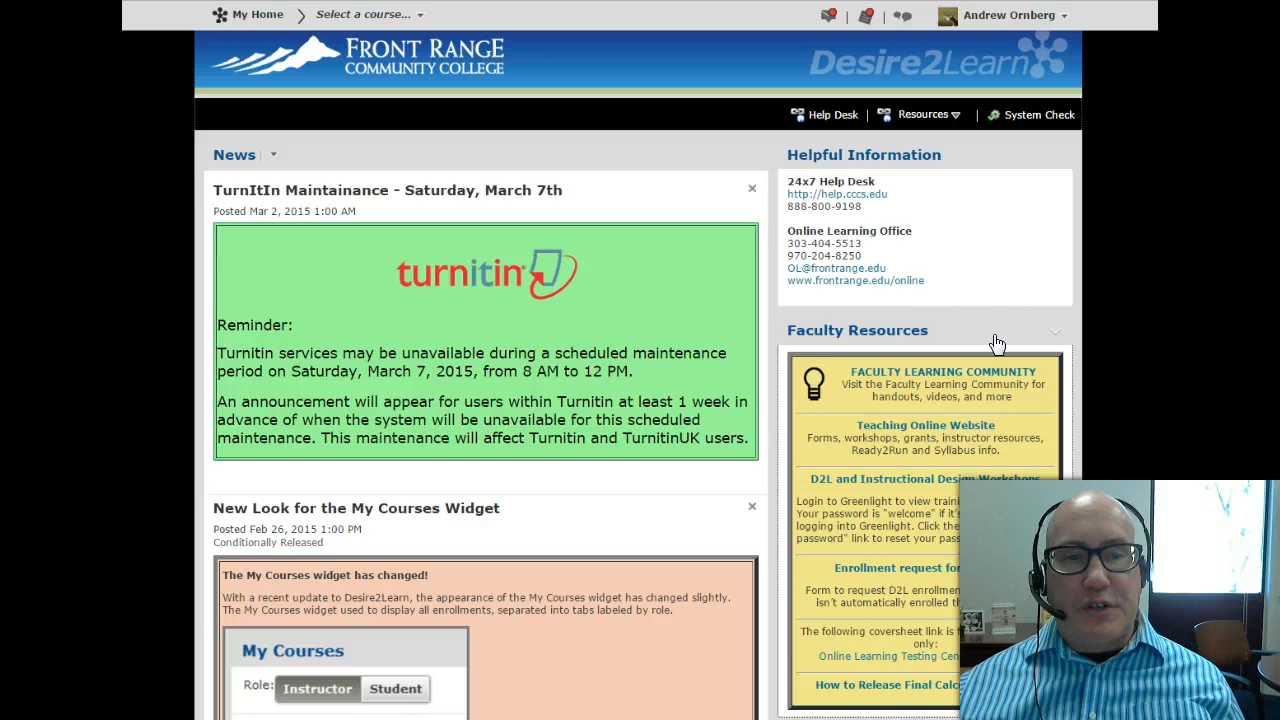 My Home
Select a course...
Andrew Ornberg
FRONT RANGE
COMMUNITY COLLEGE
Desire2Learn
Help Desk
Resources
System Check
News
TurnItIn Maintainance - Saturday, March 7th
Posted Mar 2, 2015 1:00 AM
turnitin
Reminder:
Turnitin services may be unavailable during a scheduled maintenance
period on Saturday, March 7, 2015, from 8 AM to 12 PM.
An announcement will appear for users within Turnitin at least 1 week in
advance of when the system will be unavailable for this scheduled
maintenance. This maintenance will affect Turnitin and TurnitinUK users.
New Look for the My Courses Widget
Posted Feb 26, 2015 1:00 PM
Conditionally Released
The My Courses widget has changed!
With a recent update to Desire2Learn, the appearance of the My Courses widget has changed slightly.
The My Courses widget used to display all enrollments, separated into tabs labeled by role.
My Courses
Role: Instructor Student
Helpful Information
24x7 Help Desk
http://help.cccs.edu
888-800-9198
Online Learning Office
303-404-5513
970-204-8250
OL@frontrange.edu
www.frontrange.edu/online
Faculty Resources
FACULTY LEARNING COMMUNITY
Visit the Faculty Learning Community for
handouts, videos, and more
Teaching Online Website
Forms, workshops, grants, instructor resources,
Ready2Run and Syllabus info.
D2L and Instructional Design Workshops
Login to Greenlight to view train
Your password is "welcome" if it'
logging into Greenlight. Click the
password" link to reset your pas
Enrollment request for
Form to request D2L enrollme
isn't automatically enrolled th
The following coversheet link is f
only:
Online Learning Testing Cen
How to Release Final Calc